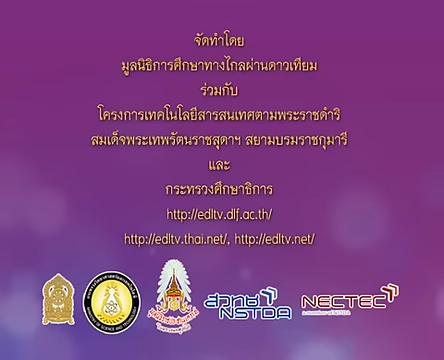 จัดทำโดย
มูลนิธิการศึกษาทางไกลผ่านดาวเทียม
ร่วมกับ
โครงการเทคโนโลยีสารสนเทศตามพระราชดำริ
สมเด็จพระเทพรัตนราชสุดาฯ สยามบรมราชกุมารี
และ
กระทรวงศึกษาธิการ
http://edltv.dlf.ac.th/
http://edltv.thai.net/, http://edltv.net/
สวทช
NSTDA
NECTEC
a member of NSTDA